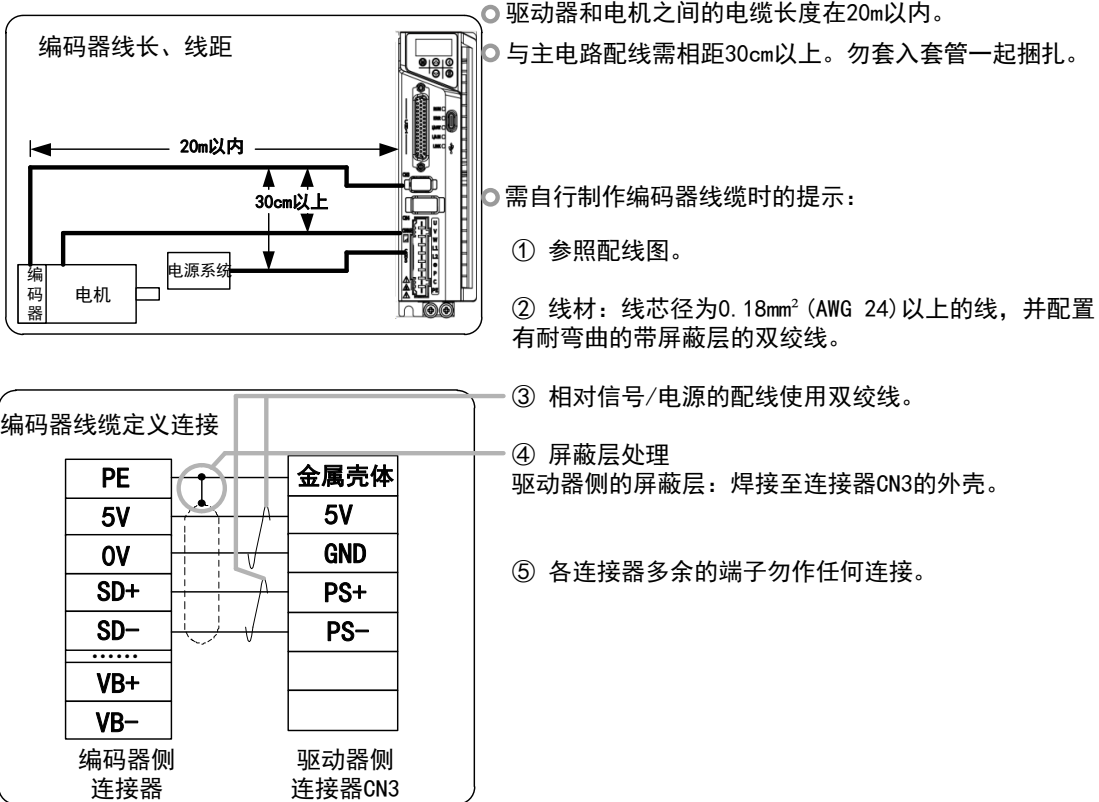 驱动器和电机之间的电缆长度在20m以内。
编码器线长、线距
与主电路配线需相距30cm以上。勿套入套管一起捆扎。
20m以内
30cm以上
需自行制作编码器线缆时的提示：
① 参照配线图。
电源系统
编码器
电机
② 线材：线芯径为0.18mm²(AWG 24)以上的线，并配置
有耐弯曲的带屏蔽层的双绞线。
③ 相对信号/电源的配线使用双绞线。
编码器线缆定义连接
④ 屏蔽层处理
驱动器侧的屏蔽层：焊接至连接器CN3的外壳。
PE 金属壳体
5V 5V
0V GND
SD+ PS+
SD- PS-
······
VB+
VB-
⑤ 各连接器多余的端子勿作任何连接。
编码器侧
连接器
驱动器侧
连接器CN3